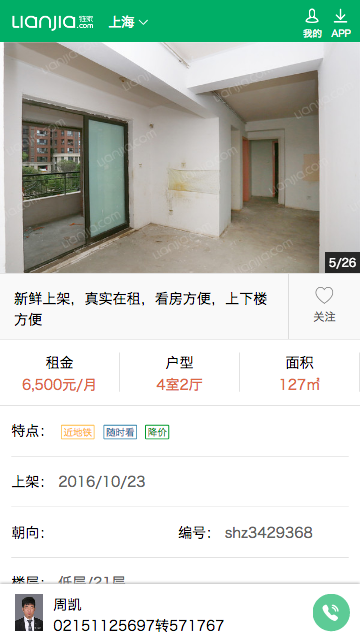 Lianjia 链家 .com 上海 我的 APP
5/26
新鲜上架，真实在租，看房方便，上下楼
方便
关注
租金 户型 面积
6,500元/月 4室2厅 127㎡
特点： 近地铁 随时看 降价
上架： 2016/10/23
朝向： 编号： shz3429368
楼层： 低层/21层
周凯
02151125697转571767